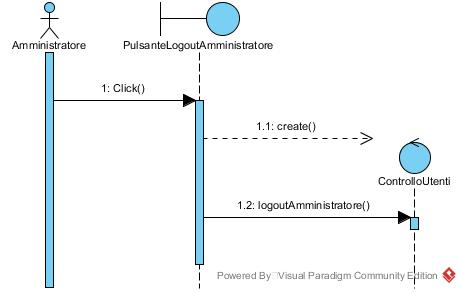 Amministratore
PulsanteLogoutAmministratore
1: Click()
1.1: create()
ControlloUtenti
1.2: logoutAmministratore()
Powered By Visual Paradigm Community Edition